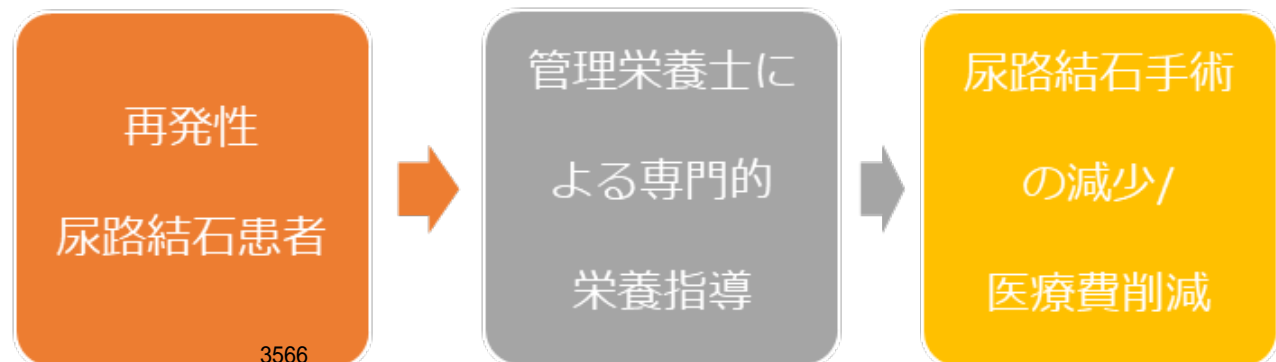 再発性
尿路結石患者
管理栄養士に
よる専門的
栄養指導
尿路結石手術
の減少/
医療費削減
3566